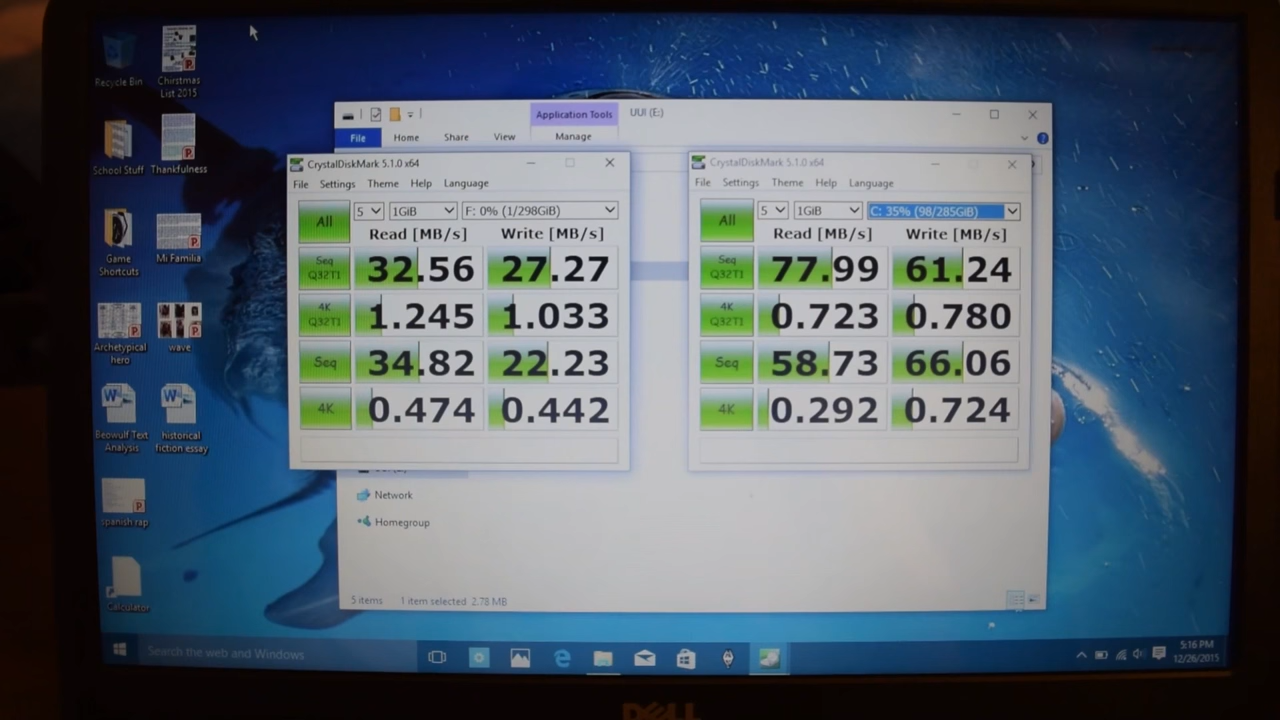 Recycle Bin
Chirstmas
List 2015
School Stuff
Thankfulness
Game
Shortcuts
Mi Familia
Archetypical
hero
wave
Beowulf Text
Analysis
historical
fiction essay
spanish rap
Calculator
Application Tools
UUI (E:)
File Home Share View Manage
CrystalDiskMark 5.1.0 x64
File Settings Theme Help Language
All 5 1GiB F: 0% (1/298GiB)
Read [MB/s] Write [MB/s]
Seq
Q32T1 32.56 27.27
4K
Q32T1 1.245 1.033
Seq 34.82 22.23
4K 0.474 0.442
CrystalDiskMark 5.1.0 x64
File Settings Theme Help Language
All 5 1GiB C: 35% (98/285GiB)
Read [MB/s] Write [MB/s]
Seq
Q32T1 77.99 61.24
4K
Q32T1 0.723 0.780
Seq 58.73 66.06
4K 0.292 0.724
Network
Homegroup
5 items 1 item selected 2.78 MB
Search the web and Windows
5:16 PM
12/26/2015
DELL